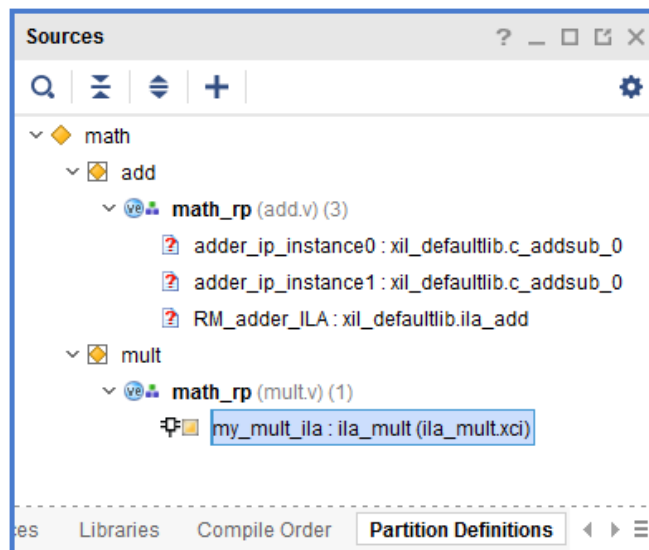 Sources
math
add
math_rp (add.v) (3)
adder_ip_instance0 : xil_defaultlib.c_addsub_0
adder_ip_instance1 : xil_defaultlib.c_addsub_0
RM_adder_ILA : xil_defaultlib.ila_add
mult
math_rp (mult.v) (1)
my_mult_ila : ila_mult (ila_mult.xci)
es Libraries Compile Order Partition Definitions